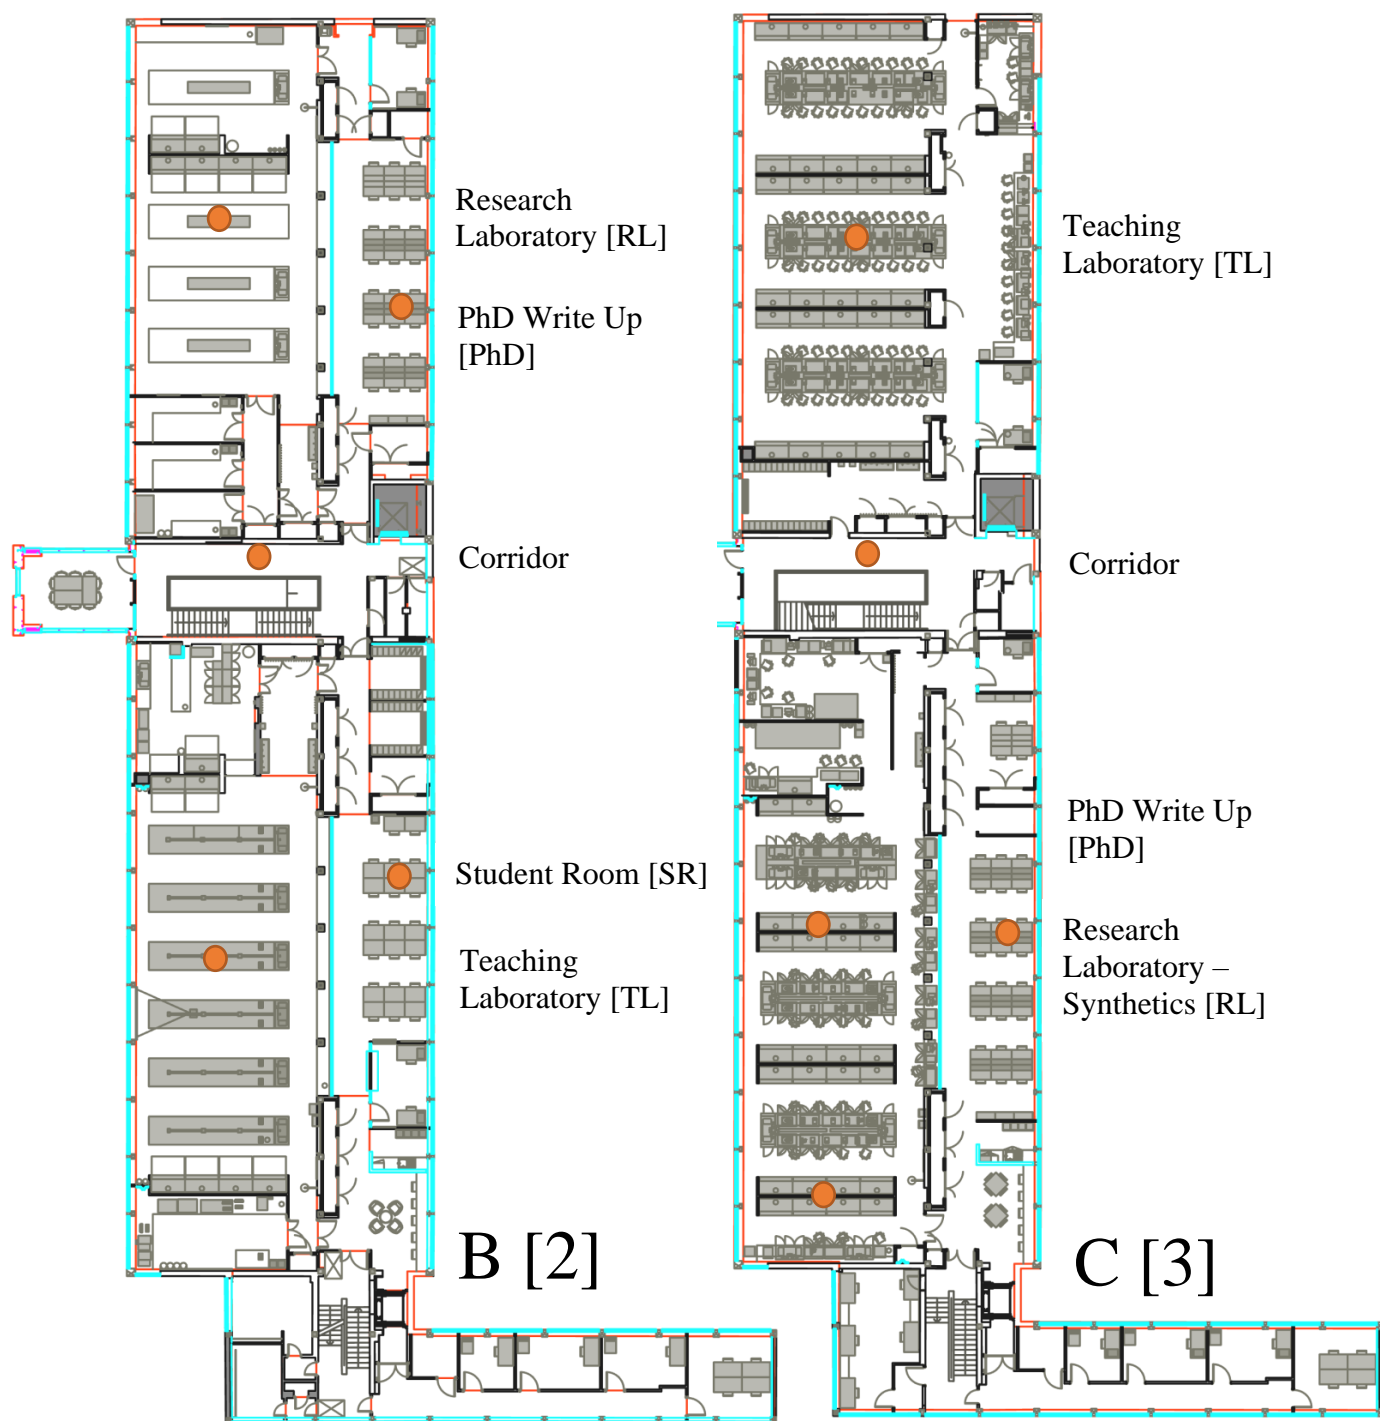 Research
Laboratory [RL]
PhD Write Up
[PhD]
Corridor
Student Room [SR]
Teaching
Laboratory [TL]
B [2]
Teaching
Laboratory [TL]
Corridor
PhD Write Up
[PhD]
Research
Laboratory –
Synthetics [RL]
C [3]